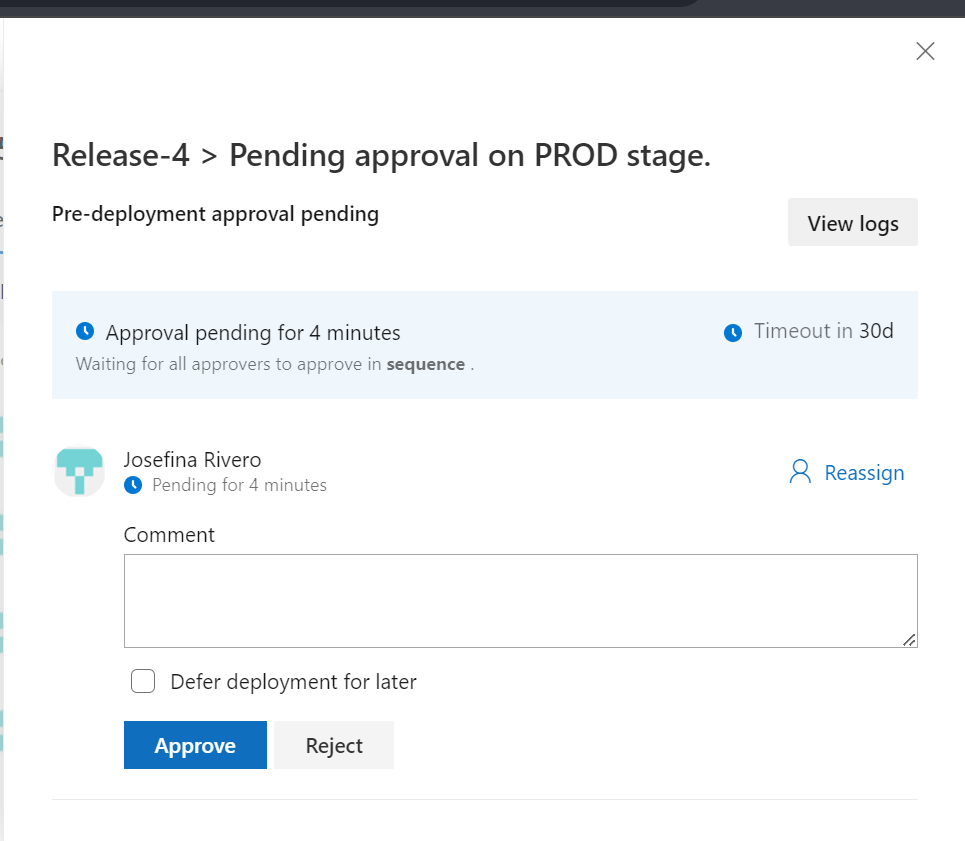 Release-4 > Pending approval on PROD stage.
Pre-deployment approval pending
View logs
Approval pending for 4 minutes
Timeout in 30d
Waiting for all approvers to approve in sequence .
Josefina Rivero
Pending for 4 minutes
Reassign
Comment
Defer deployment for later
Approve
Reject